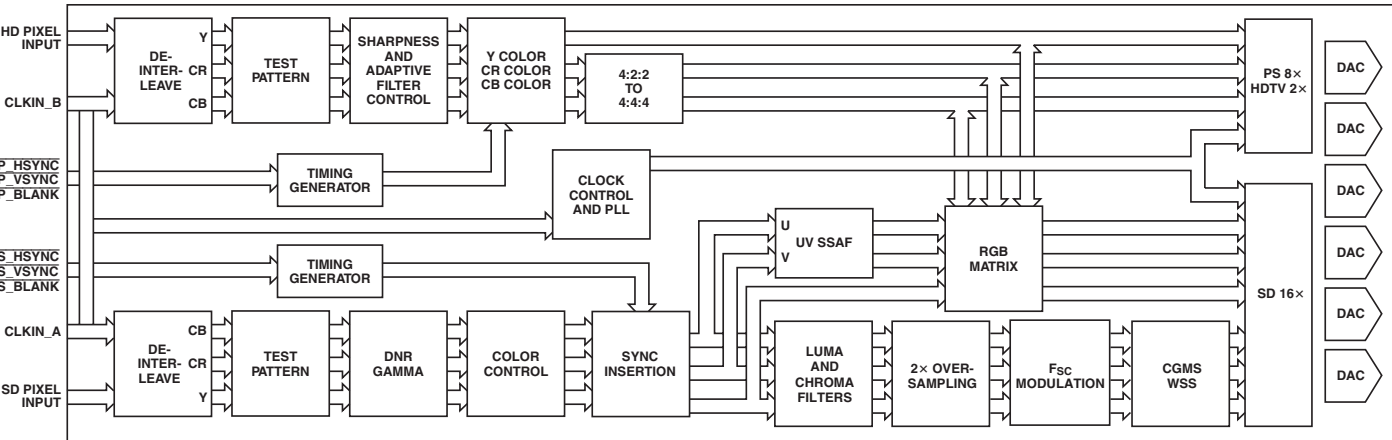 HD PIXEL
INPUT
CLKIN_B
P_HSYNC
P_VSYNC
P_BLANK
S_HSYNC
S_VSYNC
S_BLANK
CLKIN_A
SD PIXEL
INPUT
DE-
INTER-
LEAVE
Y
CR
CB
TEST
PATTERN
SHARPNESS
AND
ADAPTIVE
FILTER
CONTROL
Y COLOR
CR COLOR
CB COLOR
4:2:2
TO
4:4:4
PS 8×
HDTV 2×
TIMING
GENERATOR
CLOCK
CONTROL
AND PLL
TIMING
GENERATOR
U
V
UV SSAF
RGB
MATRIX
SD 16×
DE-
INTER-
LEAVE
CB
CR
Y
TEST
PATTERN
DNR
GAMMA
COLOR
CONTROL
SYNC
INSERTION
LUMA
AND
CHROMA
FILTERS
2× OVER-
SAMPLING
FSC
MODULATION
CGMS
WSS
DAC
DAC
DAC
DAC
DAC
DAC